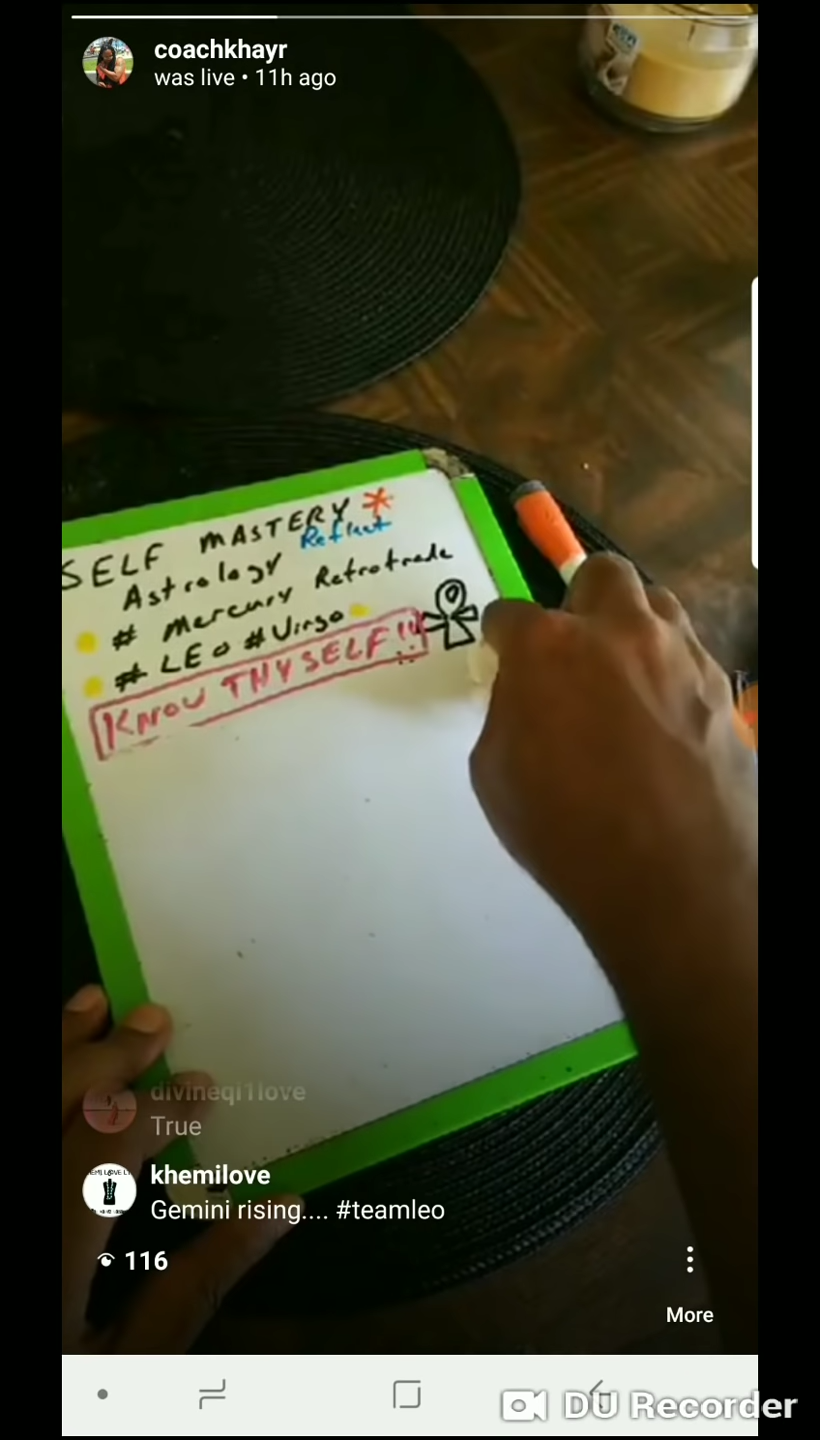 coachkhayr
was live • 11h ago
SELF MASTERY *
Reflect
Astrology
# Mercury Retrotrade
# LEO # Virgo
KNOW THYSELF!!
divineqi1love
True
khemilove
Gemini rising.... #teamleo
116
More
DU Recorder